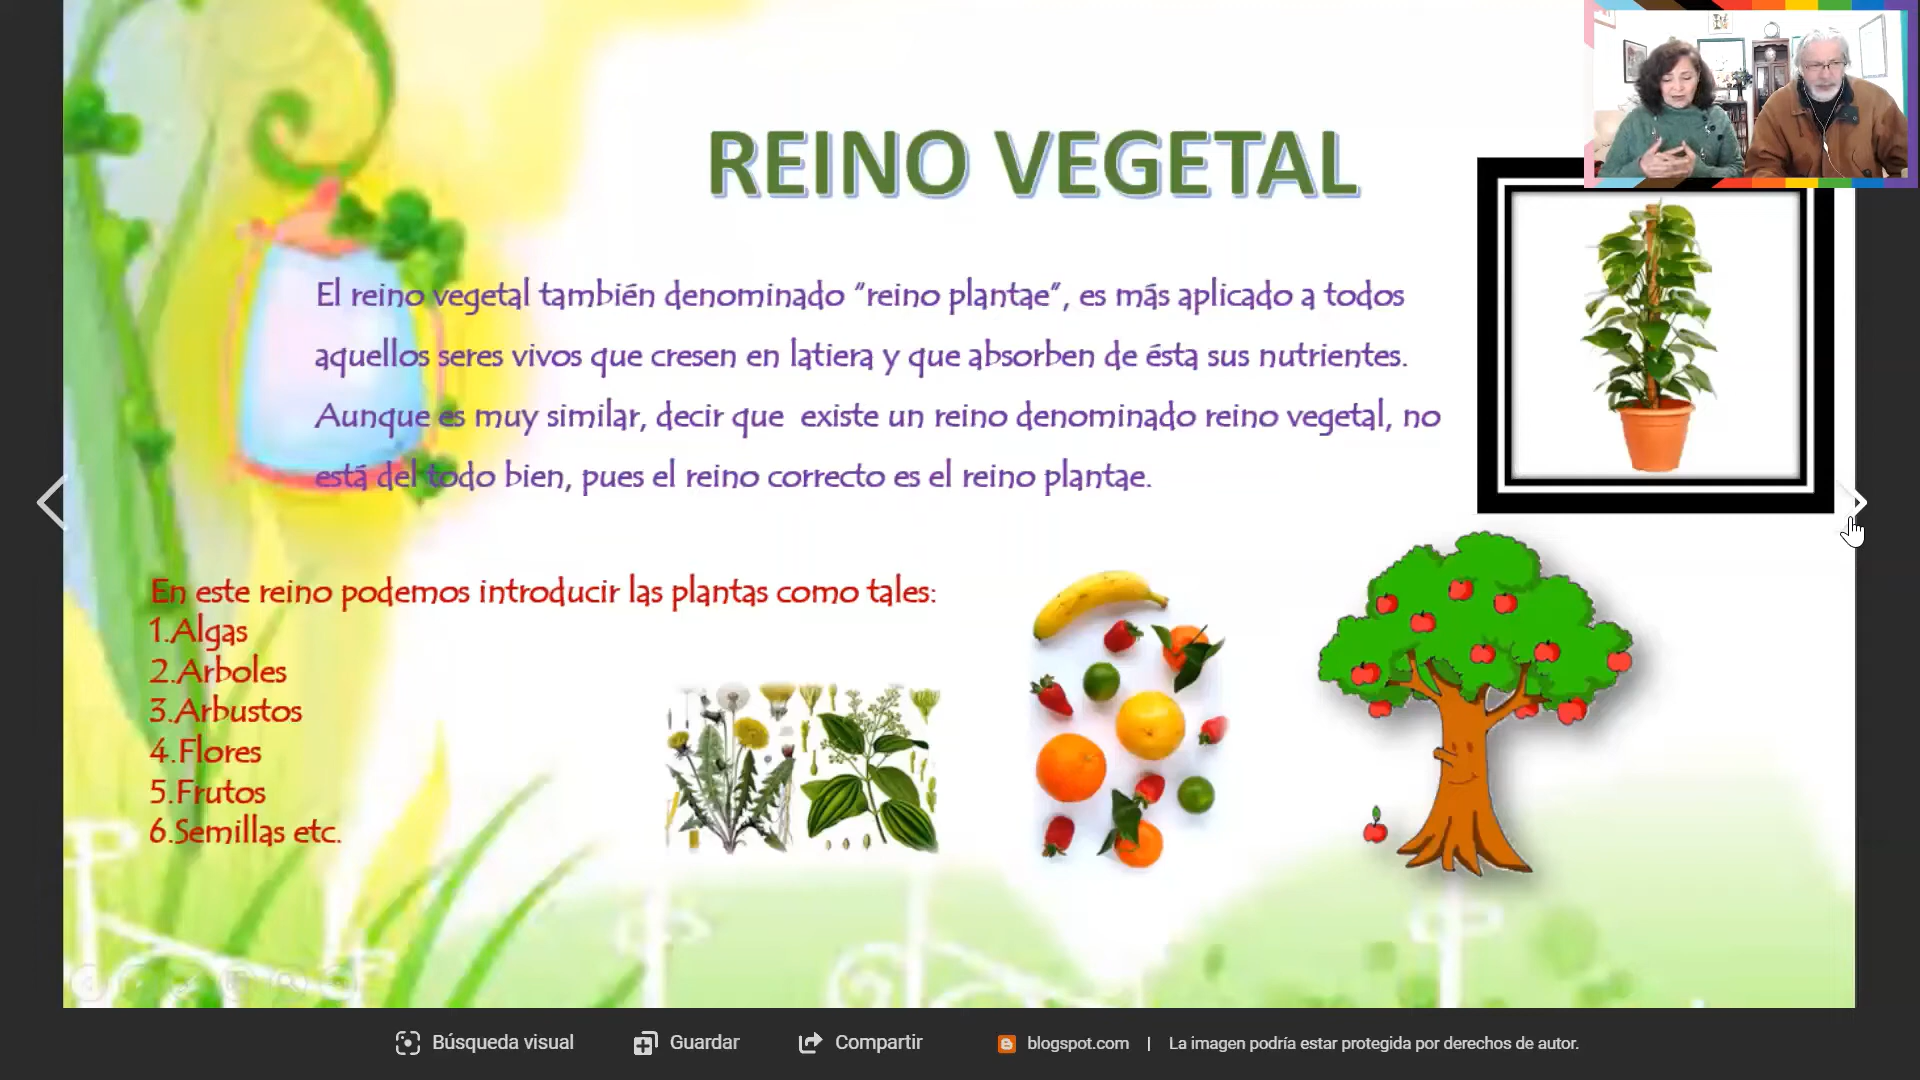 REINO VEGETAL
El reino vegetal también denominado "reino plantae", es más aplicado a todos
aquellos seres vivos que cresen en latiera y que absorben de ésta sus nutrientes.
Aunque es muy similar, decir que existe un reino denominado reino vegetal, no
está del todo bien, pues el reino correcto es el reino plantae.
En este reino podemos introducir las plantas como tales:
1.Algas
2.Arboles
3.Arbustos
4.Flores
5.Frutos
6.Semillas etc.
Búsqueda visual Guardar Compartir blogspot.com | La imagen podría estar protegida por derechos de autor.